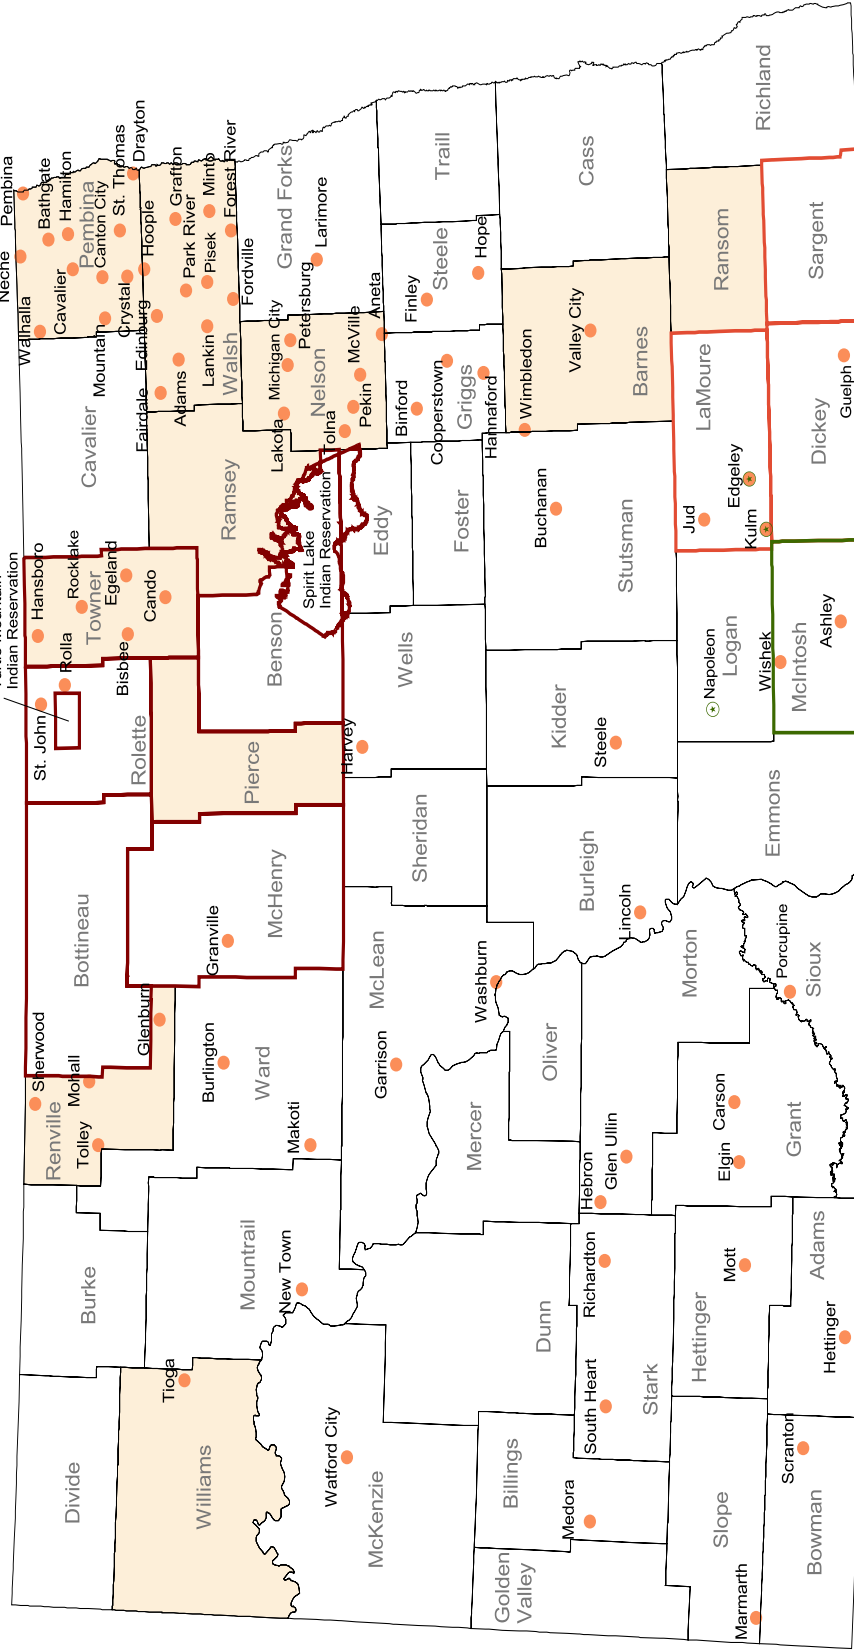 Divide
Burke
Renville
Sherwood
Mohall
Tolley
Glenburn
Bottineau
St. John
Rolla
Rolette
Indian Reservation
Hansboro
Rocklake
Egeland
Towner
Cando
Bisbee
Cavalier
Neche
Pembina
Walhalla
Bathgate
Hamilton
Pembina
Cavalier
Canton City
St. Thomas
Crystal
Mountain
Drayton
Hoople
Edinburg
Fairdale
Adams
Park River
Grafton
Minto
Pisek
Lankin
Forest River
Fordville
Walsh
Williams
Tioga
Mountrail
New Town
Burlington
Ward
Makoti
Granville
McHenry
Pierce
Benson
Ramsey
Spirit Lake
Indian Reservation
Lakota
Michigan City
Petersburg
Nelson
McVille
Tolna
Pekin
Aneta
Grand Forks
Larimore
Watford City
McKenzie
Garrison
McLean
Washburn
Sheridan
Harvey
Wells
Eddy
Foster
Binford
Cooperstown
Griggs
Hannaford
Finley
Steele
Hope
Traill
Dunn
Mercer
Oliver
Burleigh
Lincoln
Kidder
Steele
Stutsman
Buchanan
Wimbledon
Valley City
Barnes
Cass
Golden
Valley
Billings
Medora
Stark
South Heart
Richardton
Hebron
Glen Ullin
Morton
Slope
Marmarth
Hettinger
Mott
Grant
Elgin
Carson
Sioux
Porcupine
Emmons
Logan
Napoleon
Wishek
LaMoure
Jud
Edgeley
Kulm
Ransom
Richland
Bowman
Scranton
Adams
Hettinger
McIntosh
Ashley
Dickey
Guelph
Sargent